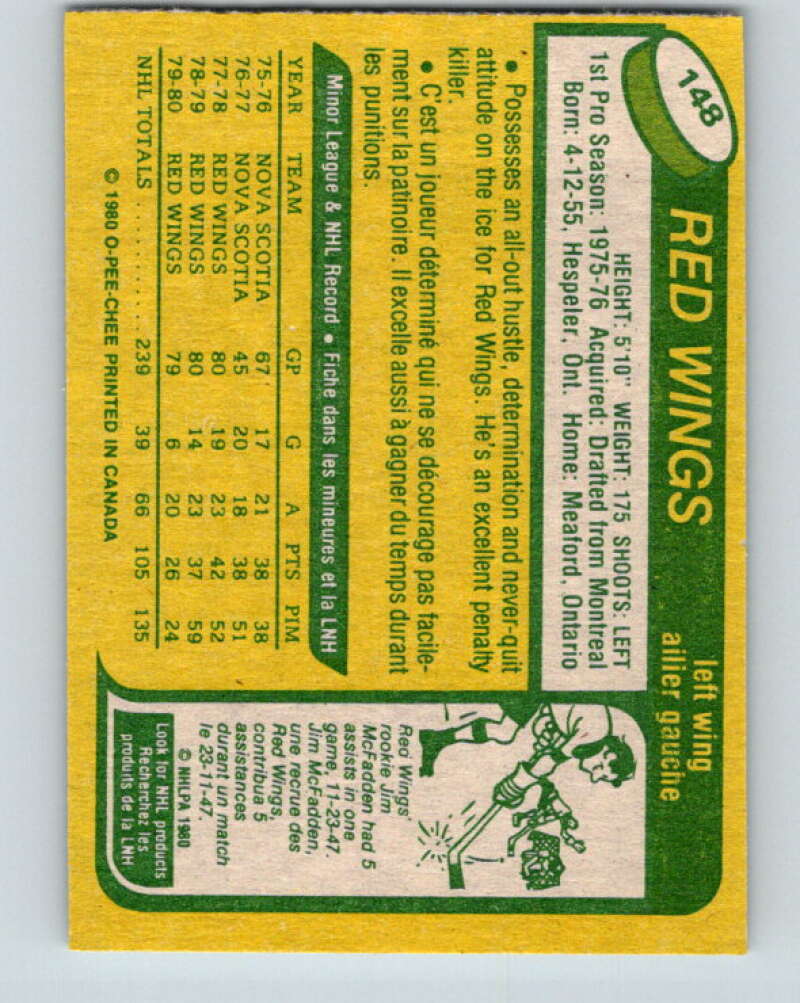 148
RED WINGS
left wing
ailier gauche
HEIGHT: 5'10" WEIGHT: 175 SHOOTS: LEFT
1st Pro Season: 1975-76 Acquired: Drafted from Montreal
Born: 4-12-55, Hespeler, Ont. Home: Meaford, Ontario
• Possesses an all-out hustle, determination and never-quit
attitude on the ice for Red Wings. He's an excellent penalty
killer.
• C'est un joueur déterminé qui ne se décourage pas facile-
ment sur la patinoire. Il excelle aussi à gagner du temps durant
les punitions.
Minor League & NHL Record • Fiche dans les mineures et la LNH
YEAR TEAM GP G A PTS PIM
75-76 NOVA SCOTIA 67 17 21 38 38
76-77 NOVA SCOTIA 45 20 18 38 51
77-78 RED WINGS 80 19 23 42 52
78-79 RED WINGS 80 14 23 37 59
79-80 RED WINGS 79 6 20 26 24
NHL TOTALS .......... 239 39 66 105 135
© 1980 O-PEE-CHEE PRINTED IN CANADA
Red Wings'
rookie Jim
McFadden had 5
assists in one
game, 11-23-47.
Jim McFadden,
une recrue des
Red Wings,
contribua 5
assistances
durant un match
le 23-11-47.
© NHLPA 1980
Look for NHL products
Recherchez les
produits de la LNH